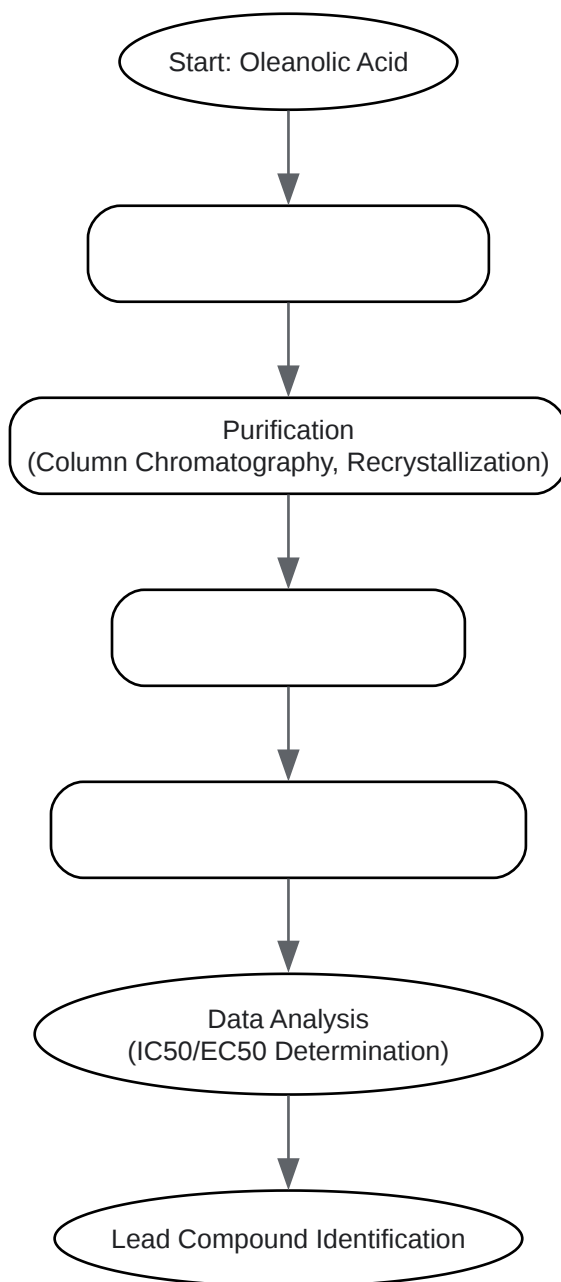 Start: Oleanolic Acid
Purification
(Column Chromatography, Recrystallization)
Data Analysis
(IC50/EC50 Determination)
Lead Compound Identification